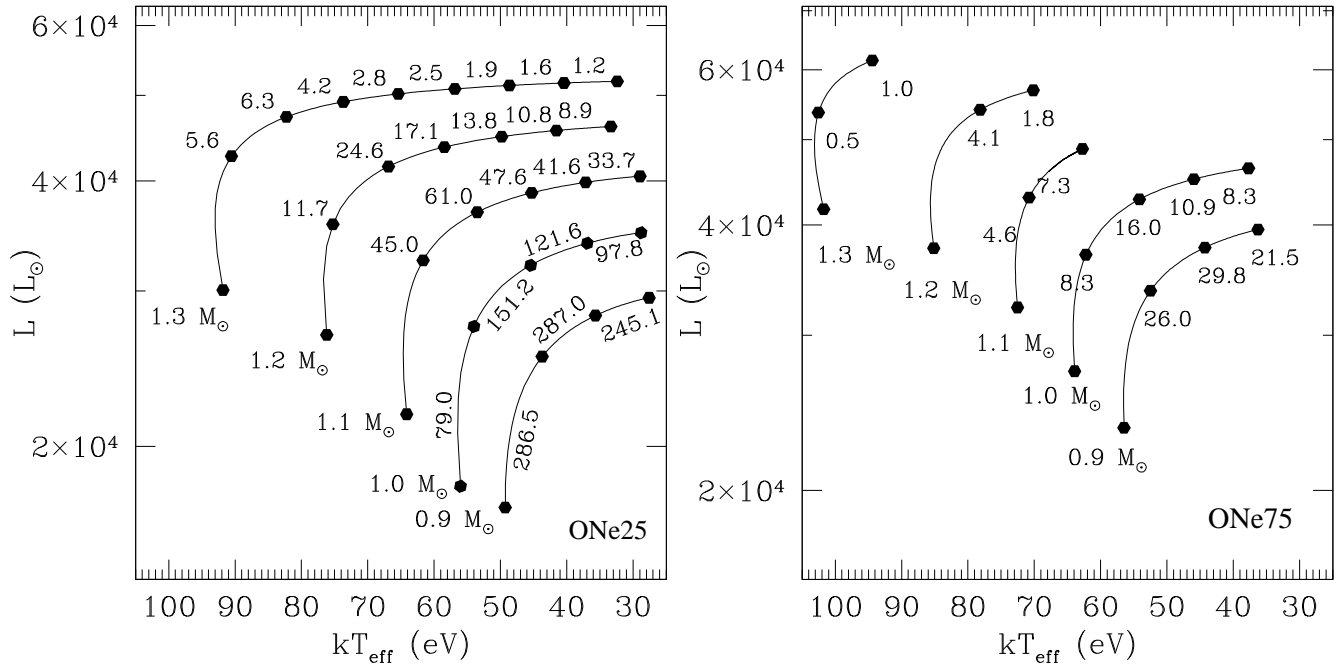 6×10⁴
4×10⁴
2×10⁴
L (L⊙)
5.6
6.3
4.2
2.8
2.5
1.9
1.6
1.2
1.3 M⊙
11.7
24.6
17.1
13.8
10.8
8.9
1.2 M⊙
45.0
61.0
47.6
41.6
33.7
1.1 M⊙
79.0
151.2
121.6
97.8
1.0 M⊙
286.5
287.0
245.1
0.9 M⊙
ONe25
100 90 80 70 60 50 40 30
kT_eff (eV)
6×10⁴
4×10⁴
2×10⁴
L (L⊙)
1.0
0.5
1.3 M⊙
1.8
4.1
1.2 M⊙
7.3
4.6
1.1 M⊙
8.3
16.0
10.9
8.3
1.0 M⊙
26.0
29.8
21.5
0.9 M⊙
ONe75
100 90 80 70 60 50 40 30
kT_eff (eV)